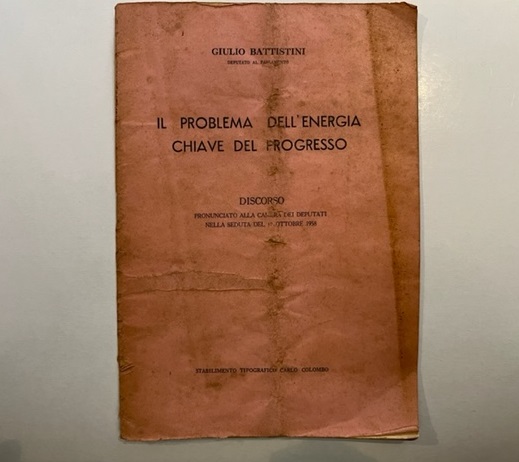 GIULIO BATTISTINI
DEPUTATO AL PARLAMENTO
IL PROBLEMA DELL'ENERGIA
CHIAVE DEL PROGRESSO
DISCORSO
PRONUNCIATO ALLA CAMERA DEI DEPUTATI
NELLA SEDUTA DEL OTTOBRE 1958
STABILIMENTO TIPOGRAFICO CARLO COLOMBO